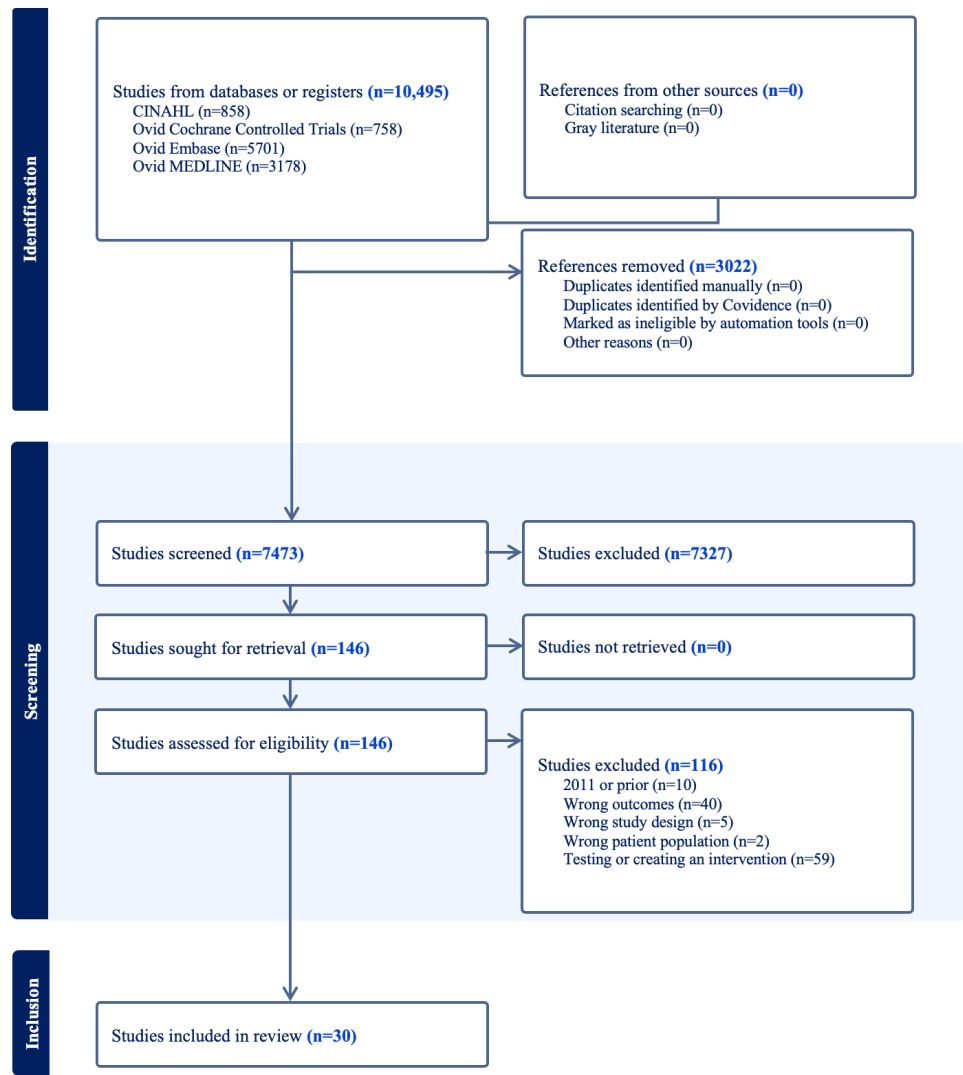 Identification
Studies from databases or registers (n=10,495)
CINAHL (n=858)
Ovid Cochrane Controlled Trials (n=758)
Ovid Embase (n=5701)
Ovid MEDLINE (n=3178)
References from other sources (n=0)
Citation searching (n=0)
Gray literature (n=0)
References removed (n=3022)
Duplicates identified manually (n=0)
Duplicates identified by Covidence (n=0)
Marked as ineligible by automation tools (n=0)
Other reasons (n=0)
Screening
Studies screened (n=7473)
Studies excluded (n=7327)
Studies sought for retrieval (n=146)
Studies not retrieved (n=0)
Studies assessed for eligibility (n=146)
Studies excluded (n=116)
2011 or prior (n=10)
Wrong outcomes (n=40)
Wrong study design (n=5)
Wrong patient population (n=2)
Testing or creating an intervention (n=59)
Inclusion
Studies included in review (n=30)